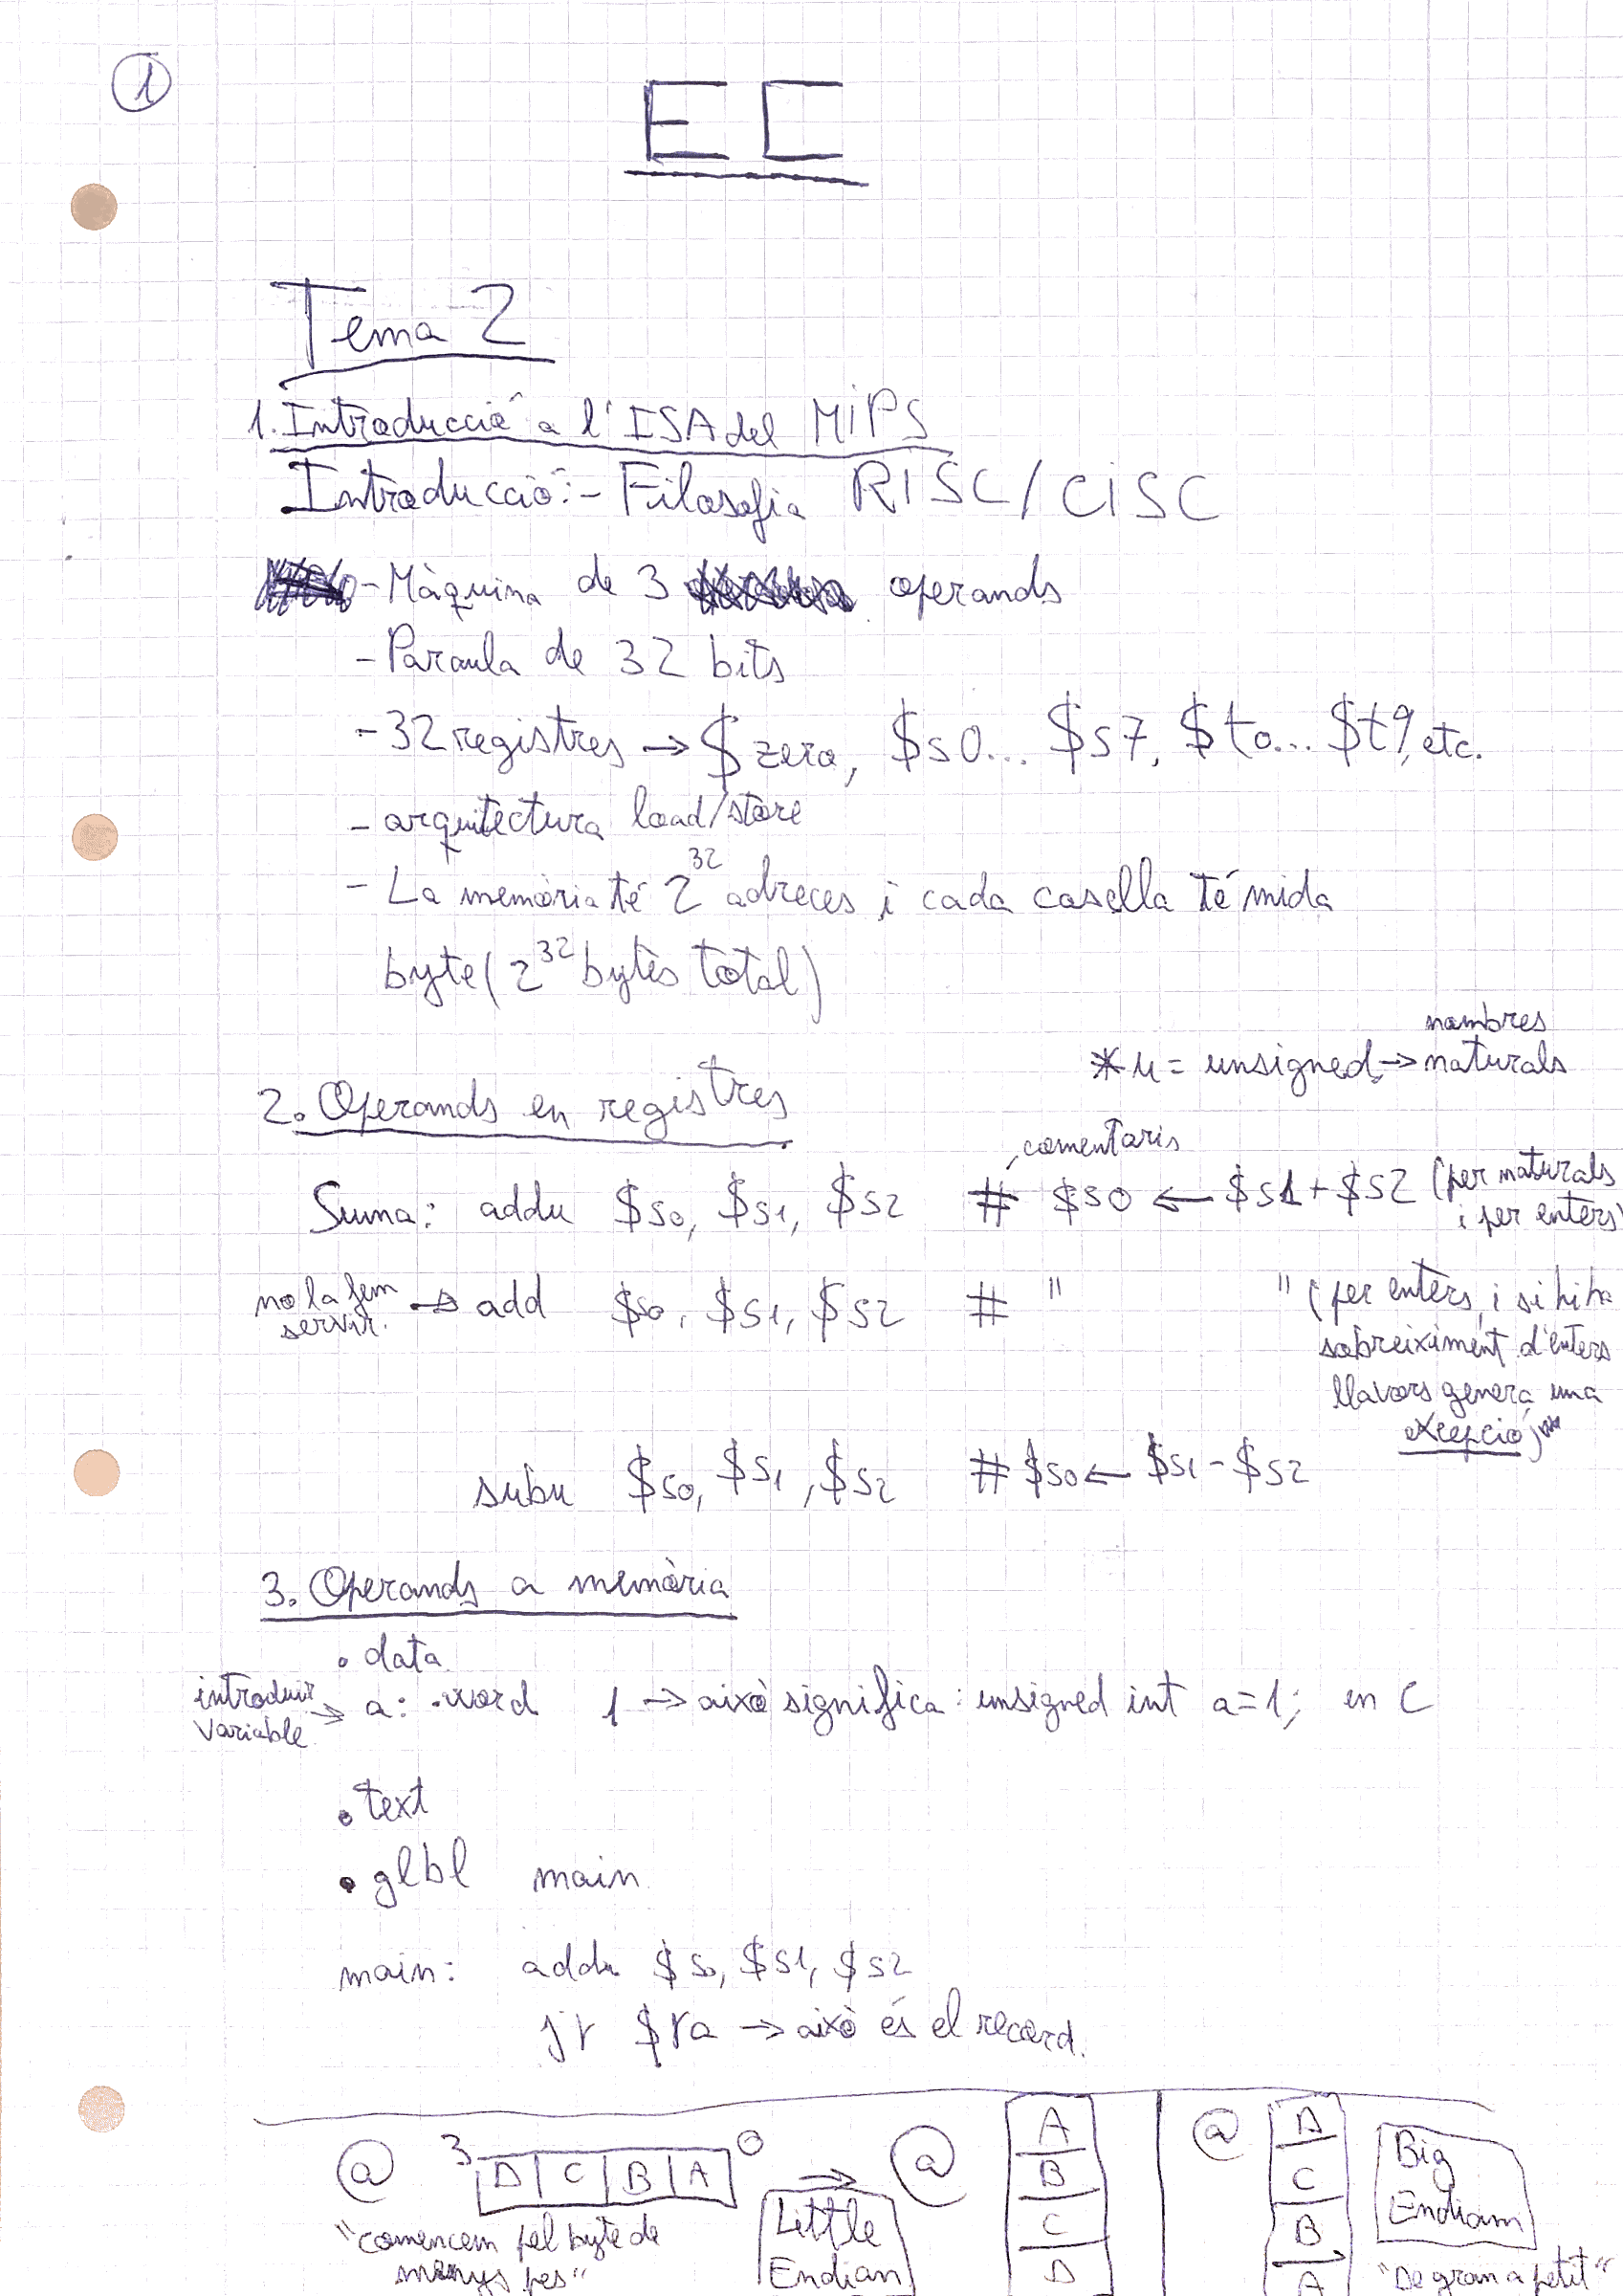 1
EC
Tema 2
1. Introducció a l'ISA del MIPS
Introducció: - Filosofia RISC/CISC
- Màquina de 3 operands
- Paraula de 32 bits
- 32 registres → $zero, $s0... $s7, $t0... $t9, etc.
- arquitectura load/store
- La memòria té 2^32 adreces i cada casella té mida
byte (2^32 bytes total)
* u = unsigned → nombres naturals
2. Operands en registres
comentaris
Suma: addu $s0, $s1, $s2 # $s0 ← $s1 + $s2 (per naturals
i per enters)
no la fem servir. → add $s0, $s1, $s2 # " " (per enters, i si hi ha
sobreiximent d'enters
llavors genera una
excepció)
subu $s0, $s1, $s2 # $s0 ← $s1 - $s2
3. Operands a memòria
.data
introduir variable → a: .word 1 → això significa: unsigned int a=1; en C
.text
.glbl main
main: addu $s0, $s1, $s2
jr $ra → això és el record.
@ 3 D C B A 0 ⇒ @ A B C D @ D C B A
"comencem pel byte de
menys pes"
Little
Endian
Big
Endian
"De gran a petit"